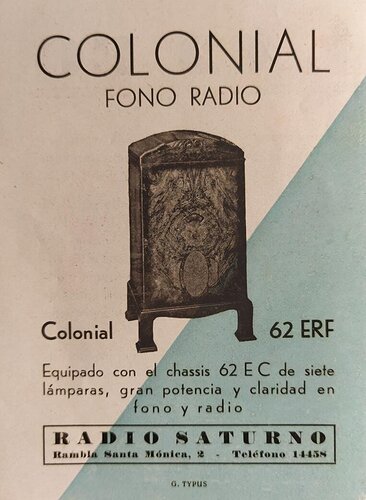 COLONIAL
FONO RADIO
Colonial 62 ERF
Equipado con el chassis 62 E C de siete
lámparas, gran potencia y claridad en
fono y radio
RADIO SATURNO
Rambla Santa Mónica, 2 - Teléfono 14458
G. TYPUS